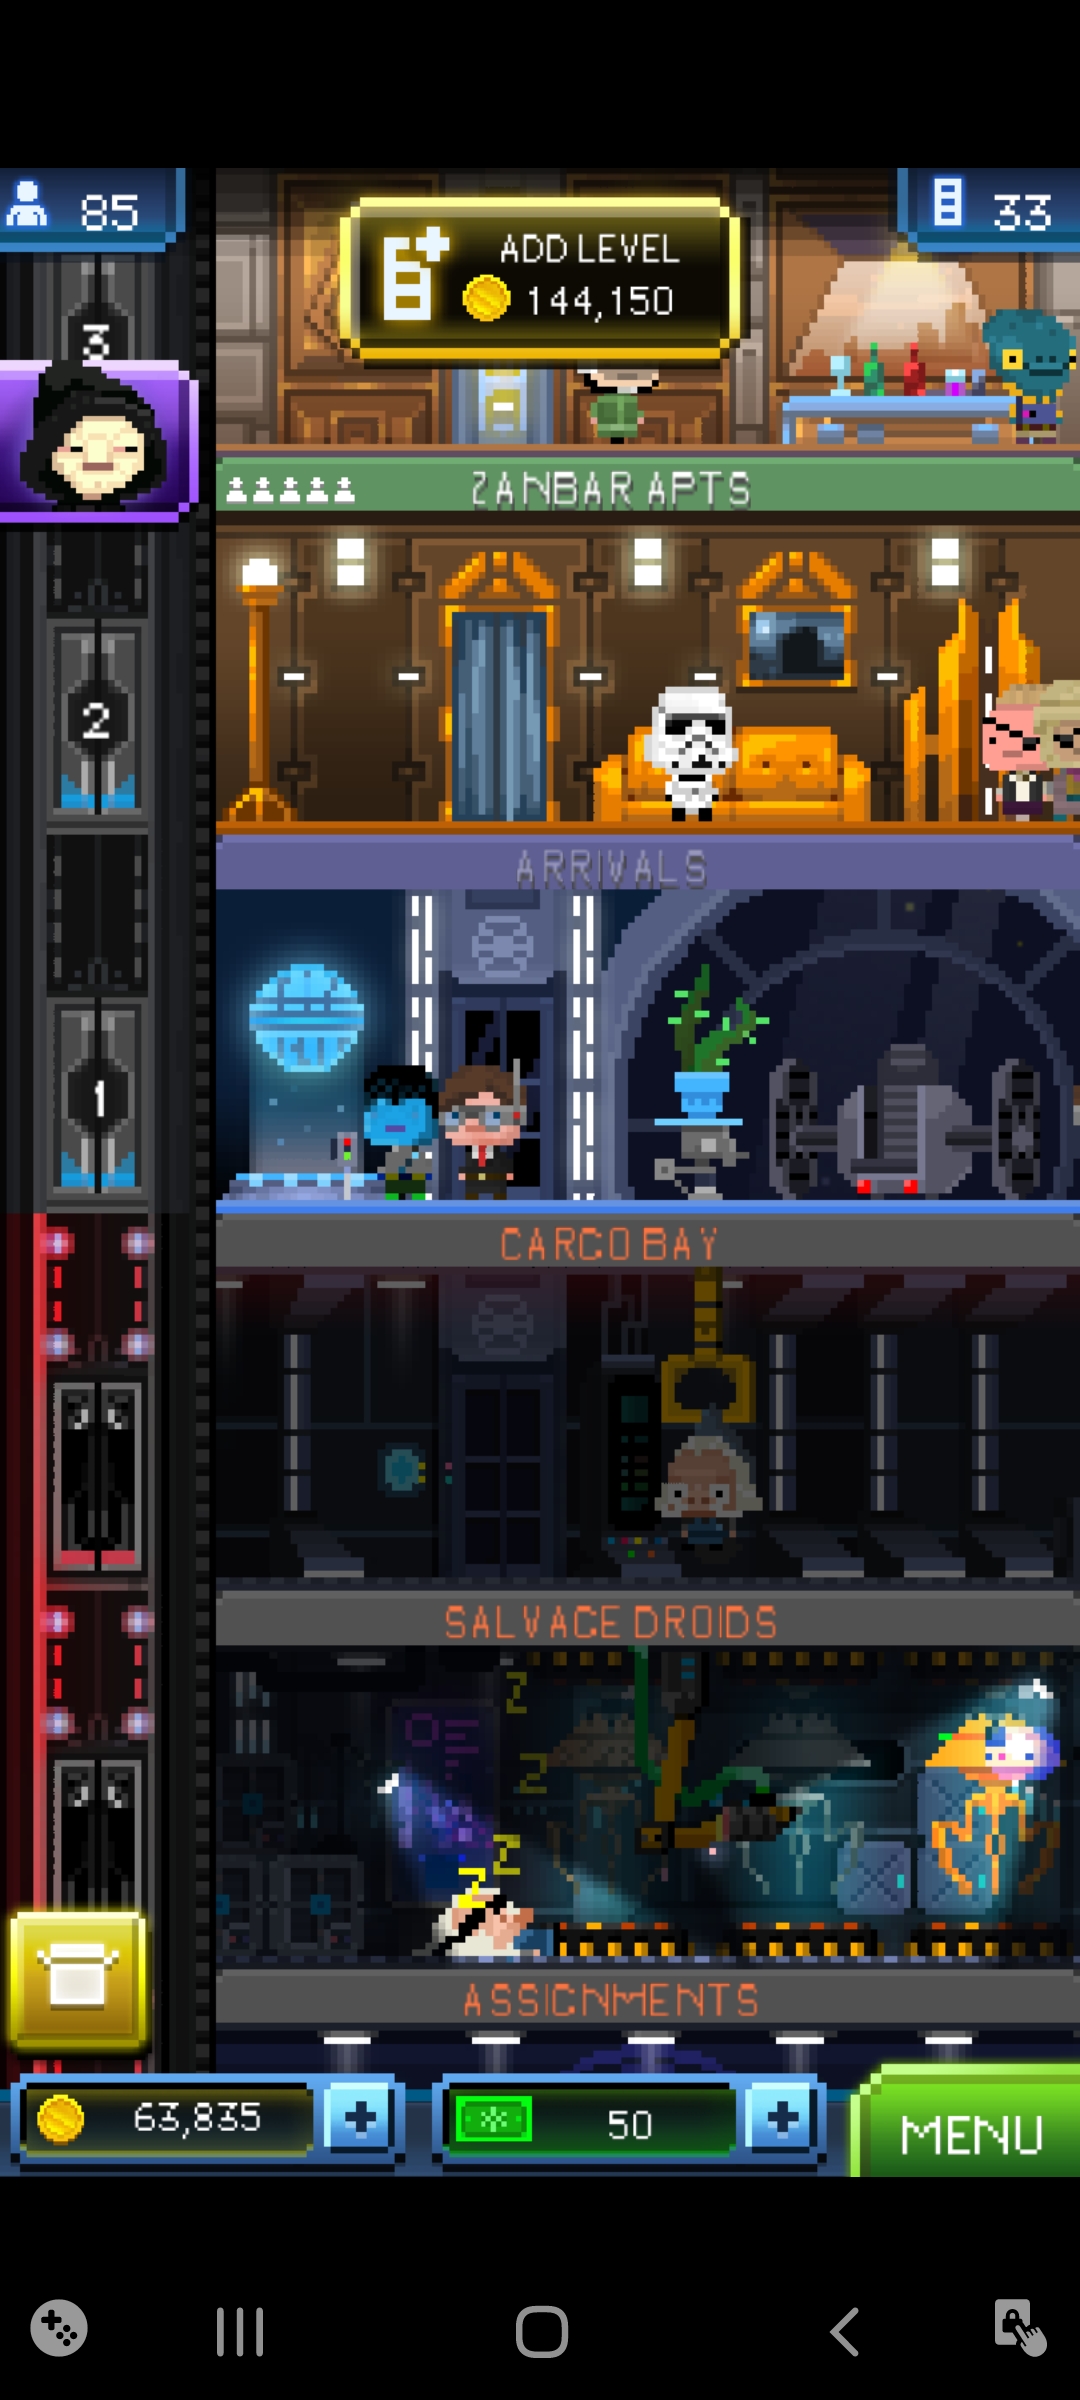 85
33
ADD LEVEL
144,150
3
ZANBAR APTS
2
ARRIVALS
1
CARGO BAY
SALVAGE DROIDS
Z
Z
Z
Z
ASSIGNMENTS
63,835
50
MENU